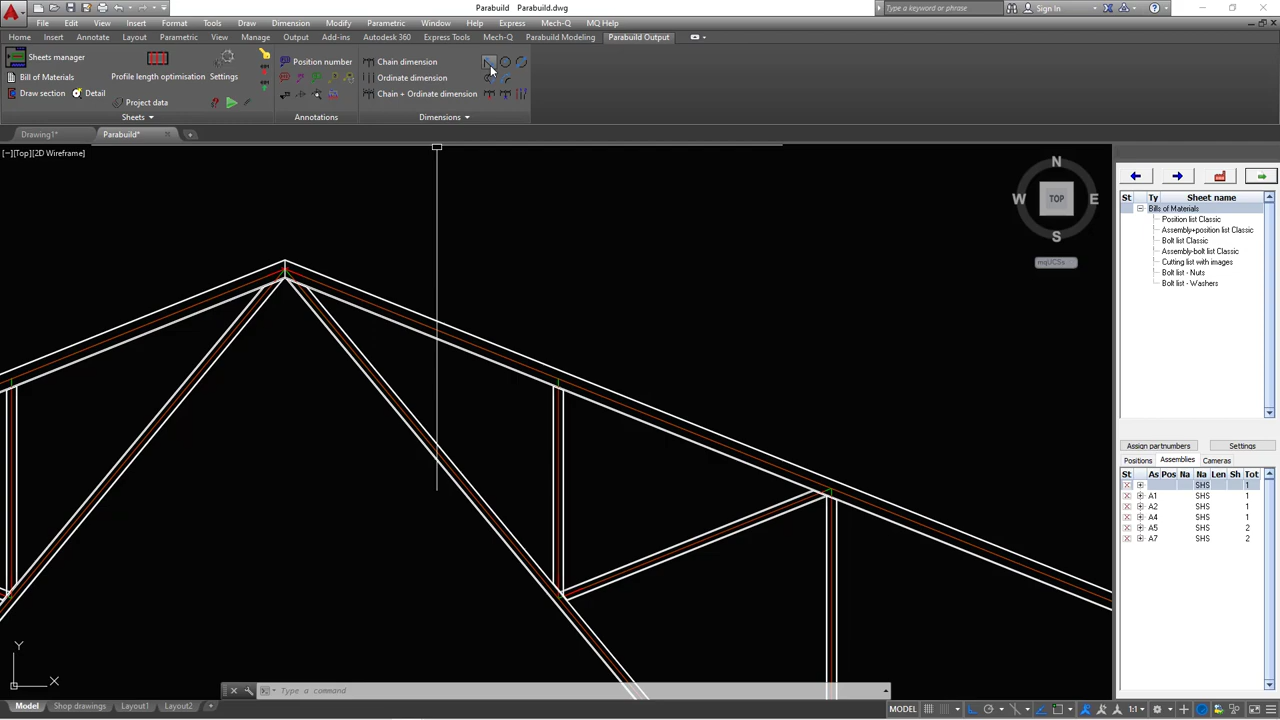 Parabuild   Parabuild.dwg
Type a keyword or phrase
Sign In
File Edit View Insert Format Tools Draw Dimension Modify Parametric Window Help Express Mech-Q MQ Help
Home Insert Annotate Layout Parametric View Manage Output Add-ins Autodesk 360 Express Tools Mech-Q Parabuild Modeling Parabuild Output
Sheets manager
Bill of Materials
Draw section
Detail
Profile length optimisation
Settings
Project data
Sheets
Position number
Annotations
Chain dimension
Ordinate dimension
Chain + Ordinate dimension
Dimensions
Drawing1*
Parabuild*
[−][Top][2D Wireframe]
N
W TOP E
S
mqUCSs
St Ty Sheet name
Bills of Materials
Position list Classic
Assembly+position list Classic
Bolt list Classic
Assembly-bolt list Classic
Cutting list with images
Bolt list - Nuts
Bolt list - Washers
Assign partnumbers Settings
Positions Assemblies Cameras
St As Pos Na Na Len Sh Tot
SHS 1
A1 SHS 1
A2 SHS 1
A4 SHS 1
A5 SHS 2
A7 SHS 2
Y
X
Type a command
Model Shop drawings Layout1 Layout2 +
MODEL
1:1